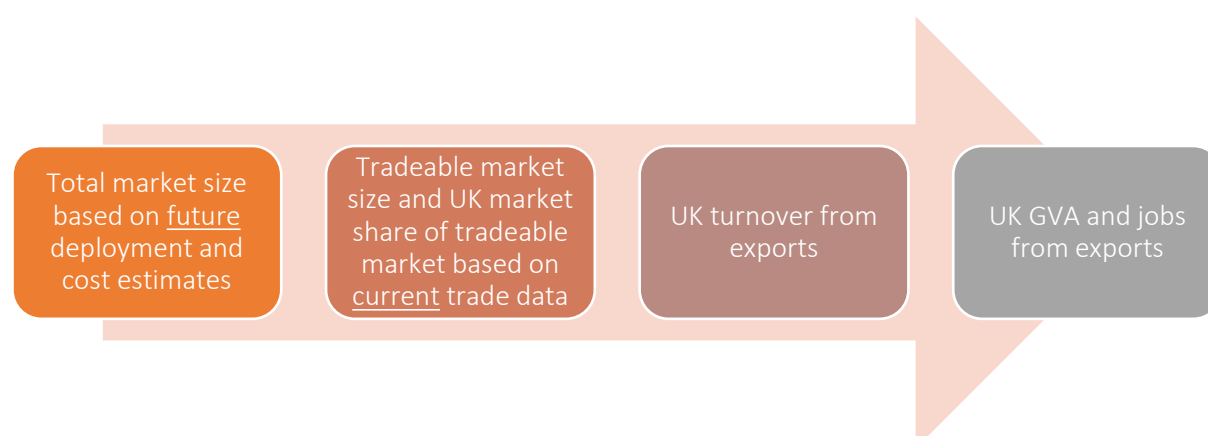 Total market size
based on future
deployment and
cost estimates
Tradeable market
size and UK market
share of tradeable
market based on
current trade data
UK turnover from
exports
UK GVA and jobs
from exports